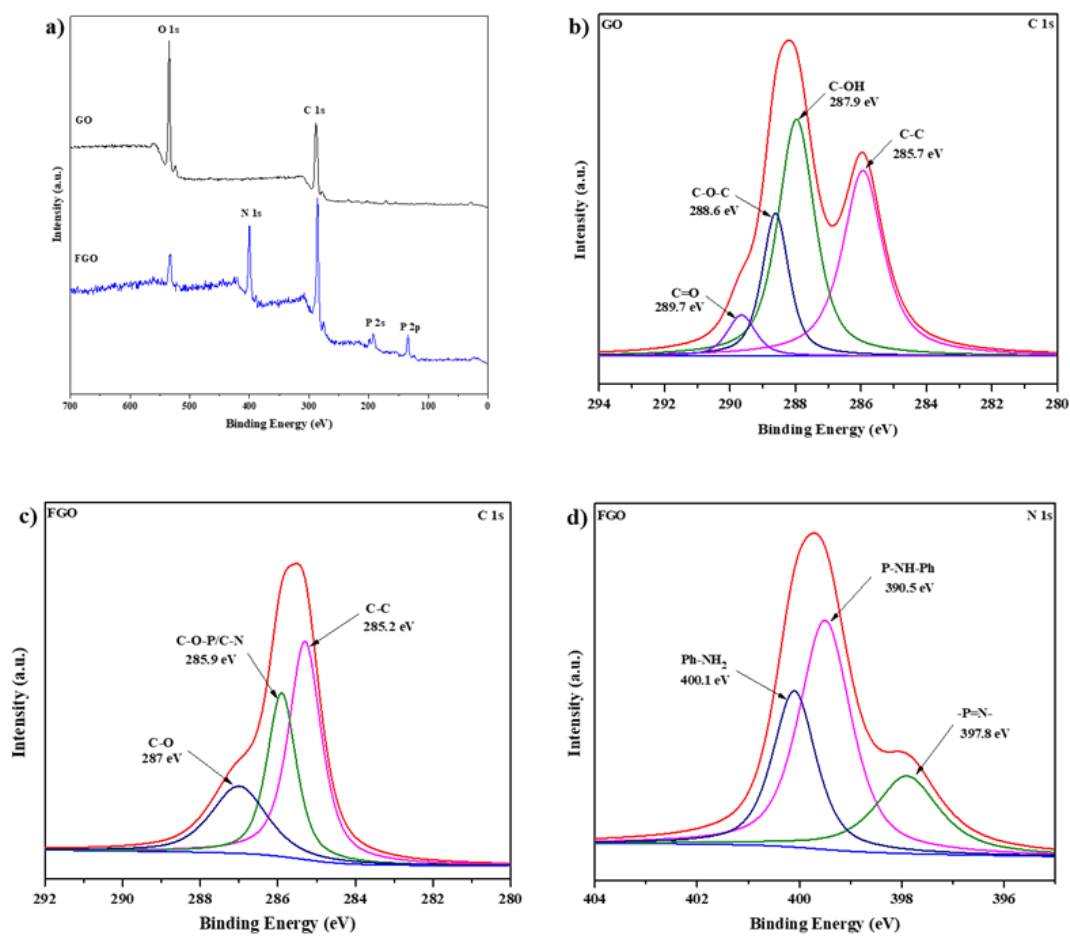 a)
O 1s
GO
C 1s
N 1s
FGO
P 2s
P 2p
Intensity (a.u.)
700 600 500 400 300 200 100 0
Binding Energy (eV)
b)
GO
C 1s
C-OH
287.9 eV
C-C
285.7 eV
C-O-C
288.6 eV
C=O
289.7 eV
Intensity (a.u.)
294 292 290 288 286 284 282 280
Binding Energy (eV)
c)
FGO
C 1s
C-C
285.2 eV
C-O-P/C-N
285.9 eV
C-O
287 eV
Intensity (a.u.)
292 290 288 286 284 282 280
Binding Energy (eV)
d)
FGO
N 1s
P-NH-Ph
390.5 eV
Ph-NH₂
400.1 eV
-P=N-
397.8 eV
Intensity (a.u.)
404 402 400 398 396
Binding Energy (eV)